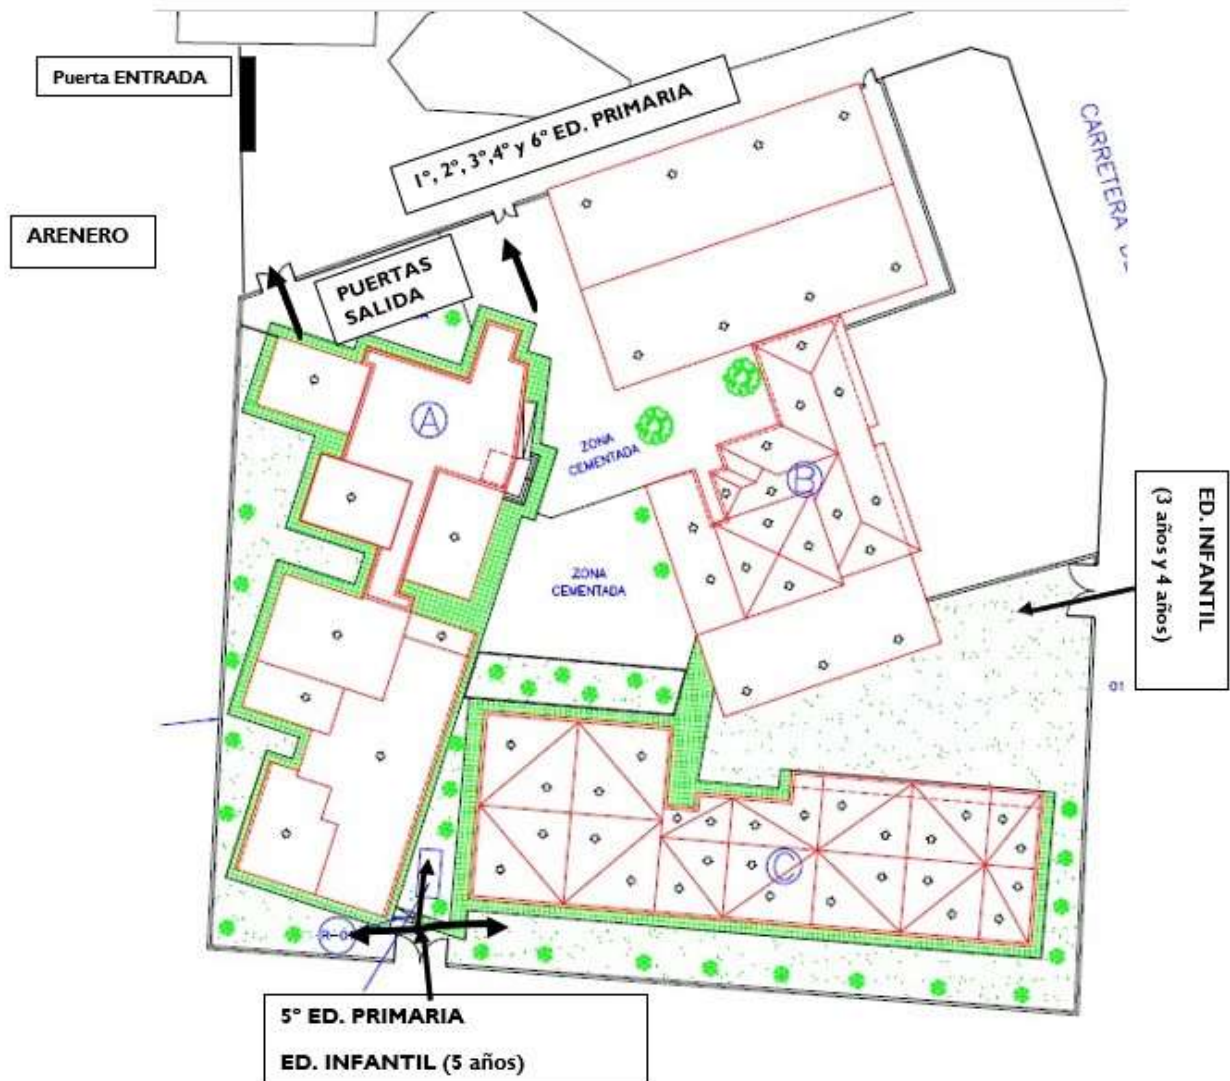 Puerta ENTRADA
1º, 2º, 3º,4º y 6º ED. PRIMARIA
CARRETERA
ARENERO
PUERTAS
SALIDA
A
ZONA
CEMENTADA
B
ED. INFANTIL
(3 años y 4 años)
ZONA
CEMENTADA
01
C
5º ED. PRIMARIA
ED. INFANTIL (5 años)